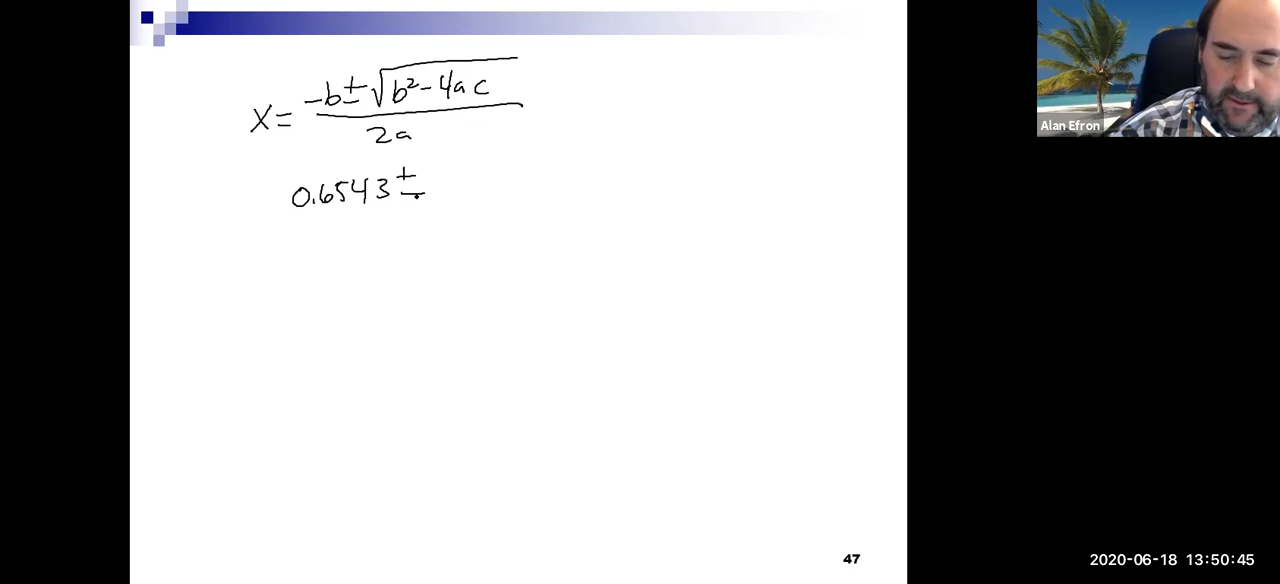 x = -b ± √b² - 4ac
2a
0.6543 ±
Alan Efron
47
2020-06-18 13:50:45